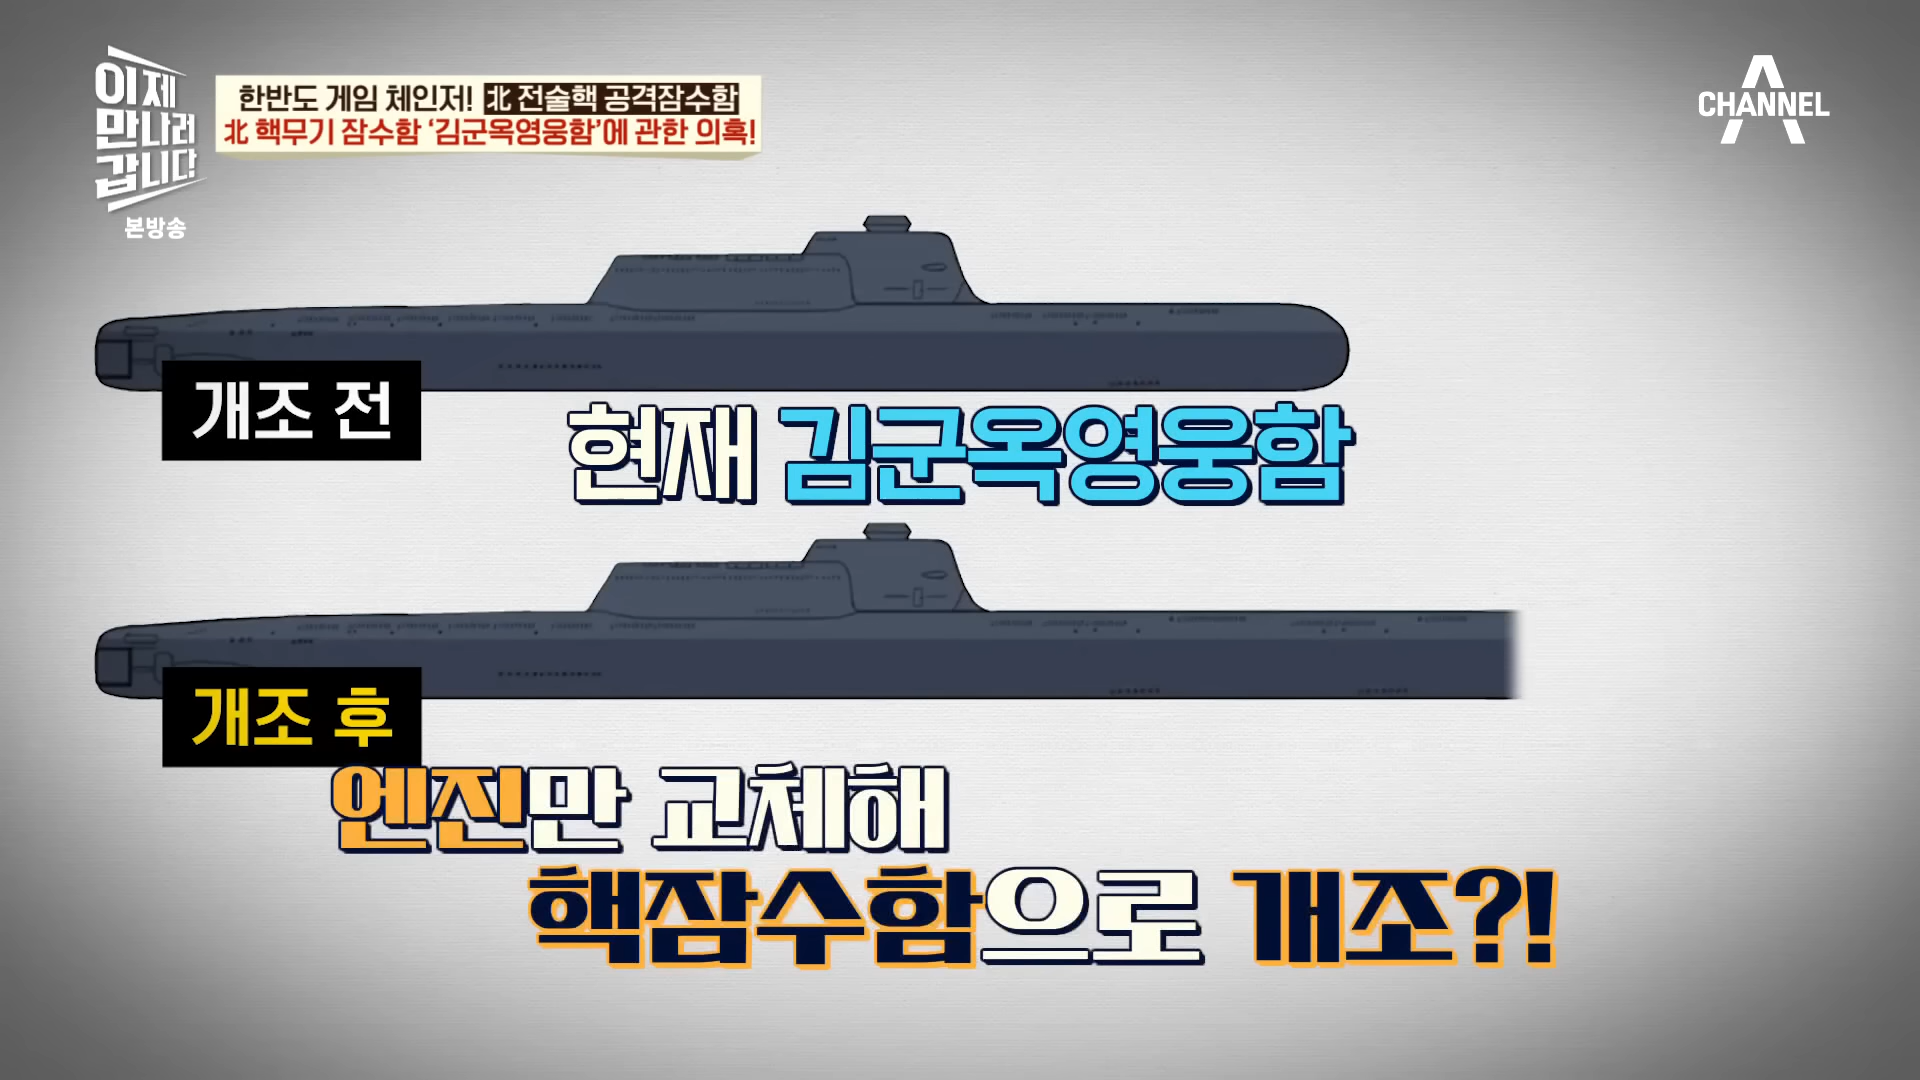 이제
만나러
갑니다
본방송
한반도 게임 체인저! 北 전술핵 공격잠수함
北 핵무기 잠수함 ‘김군옥영웅함’에 관한 의혹!
CHANNEL A
개조 전
현재 김군옥영웅함
개조 후
엔진만 교체해
핵잠수함으로 개조?!